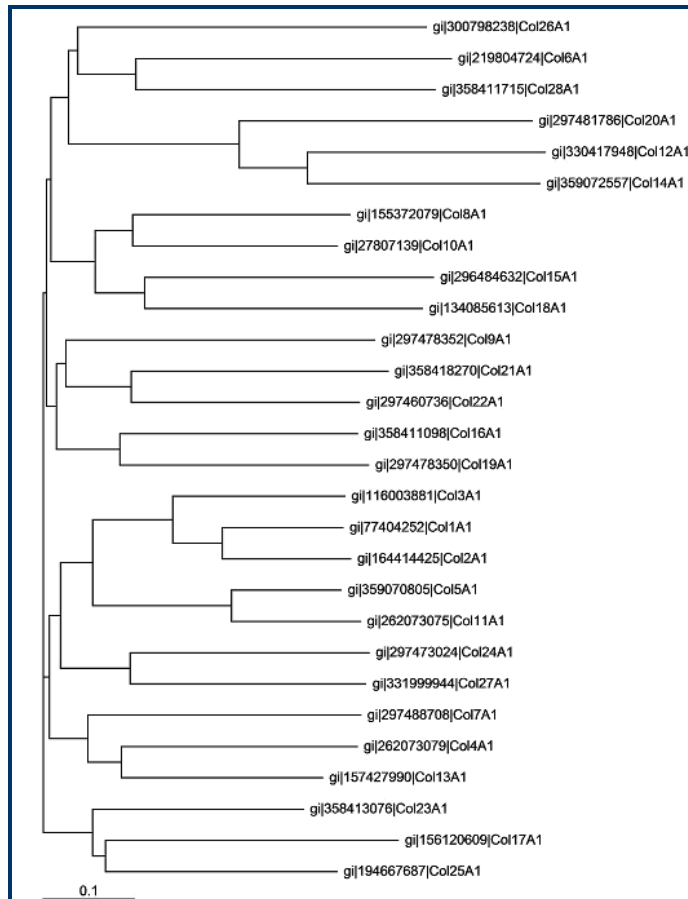 gi|300798238|Col26A1
gi|219804724|Col6A1
gi|358411715|Col28A1
gi|297481786|Col20A1
gi|330417948|Col12A1
gi|359072557|Col14A1
gi|155372079|Col8A1
gi|27807139|Col10A1
gi|296484632|Col15A1
gi|134085613|Col18A1
gi|297478352|Col9A1
gi|358418270|Col21A1
gi|297460736|Col22A1
gi|358411098|Col16A1
gi|297478350|Col19A1
gi|116003881|Col3A1
gi|77404252|Col1A1
gi|164414425|Col2A1
gi|359070805|Col5A1
gi|262073075|Col11A1
gi|297473024|Col24A1
gi|331999944|Col27A1
gi|297488708|Col7A1
gi|262073079|Col4A1
gi|157427990|Col13A1
gi|358413076|Col23A1
gi|156120609|Col17A1
gi|194667687|Col25A1
0.1